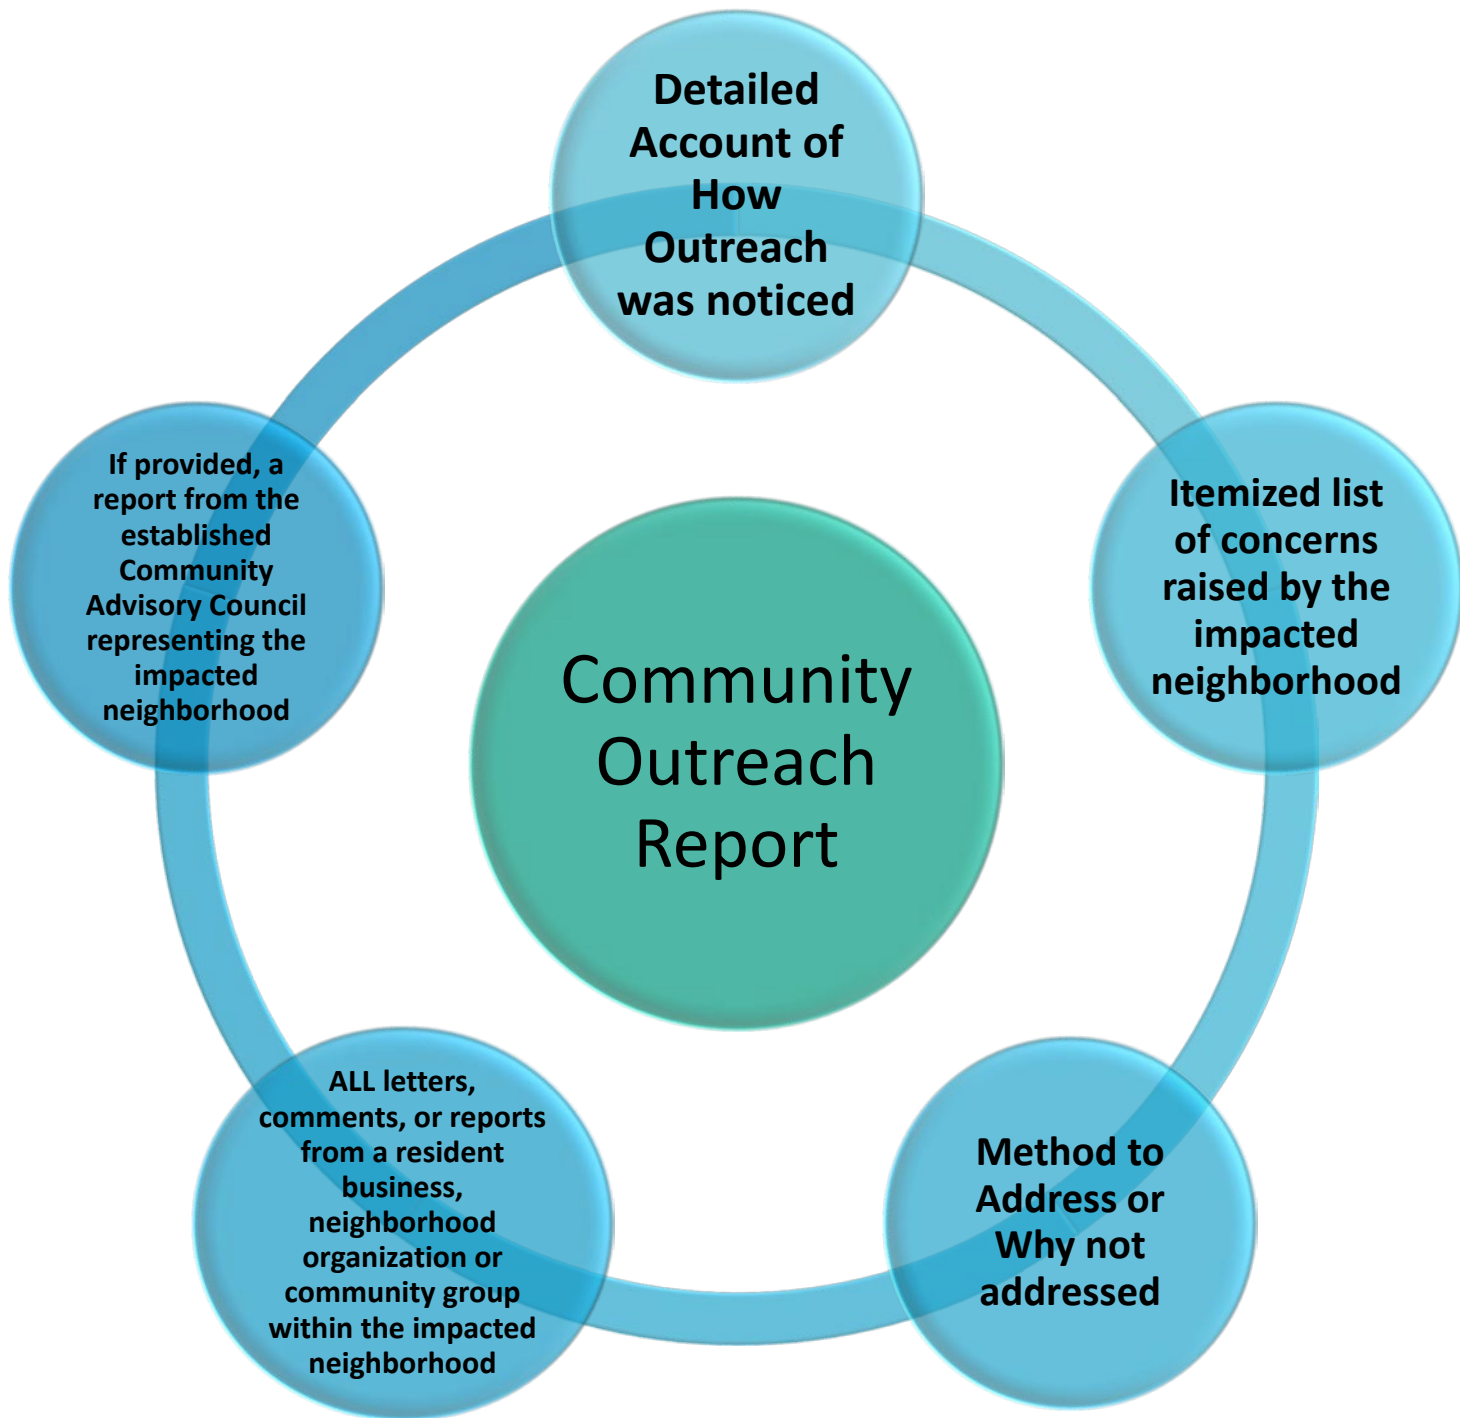 Detailed
Account of
How
Outreach
was noticed
Itemized list
of concerns
raised by the
impacted
neighborhood
Method to
Address or
Why not
addressed
ALL letters,
comments, or reports
from a resident
business,
neighborhood
organization or
community group
within the impacted
neighborhood
If provided, a
report from the
established
Community
Advisory Council
representing the
impacted
neighborhood
Community
Outreach
Report